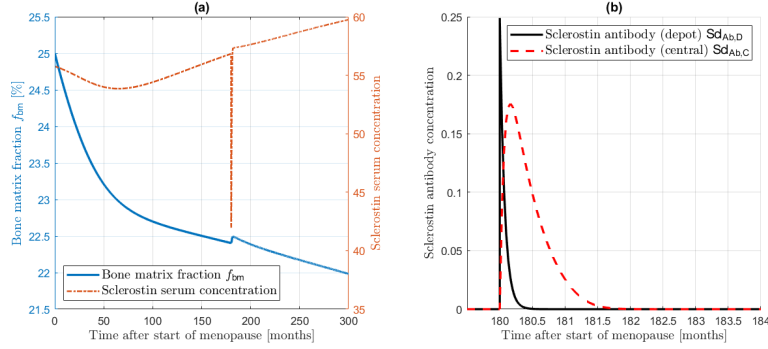 (a)
25.5
25
24.5
24
23.5
23
22.5
22
21.5
Bone matrix fraction fbm [%]
60
55
50
45
40
35
Sclerostin serum concentration
Bone matrix fraction fbm
Sclerostin serum concentration
0 50 100 150 200 250 300
Time after start of menopause [months]
(b)
0.25
0.2
0.15
0.1
0.05
0
Sclerostin antibody concentration
Sclerostin antibody (depot) SdAb,D
Sclerostin antibody (central) SdAb,C
180 180.5 181 181.5 182 182.5 183 183.5 184
Time after start of menopause [months]